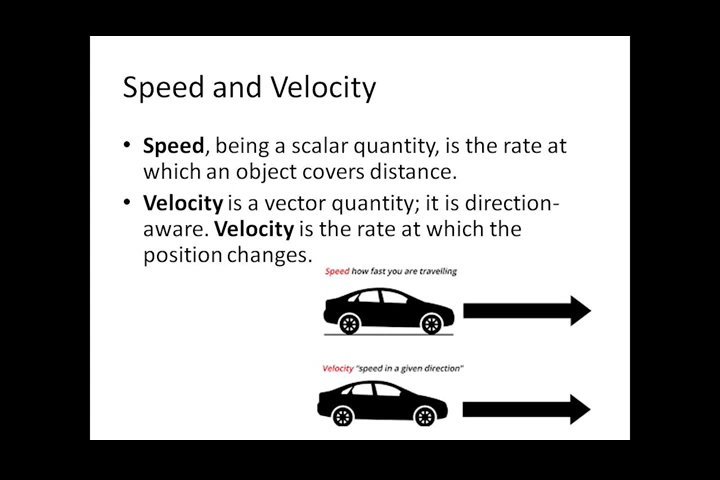 Speed and Velocity
• Speed, being a scalar quantity, is the rate at
which an object covers distance.
• Velocity is a vector quantity; it is direction-
aware. Velocity is the rate at which the
position changes.
Speed how fast you are travelling
Velocity "speed in a given direction"